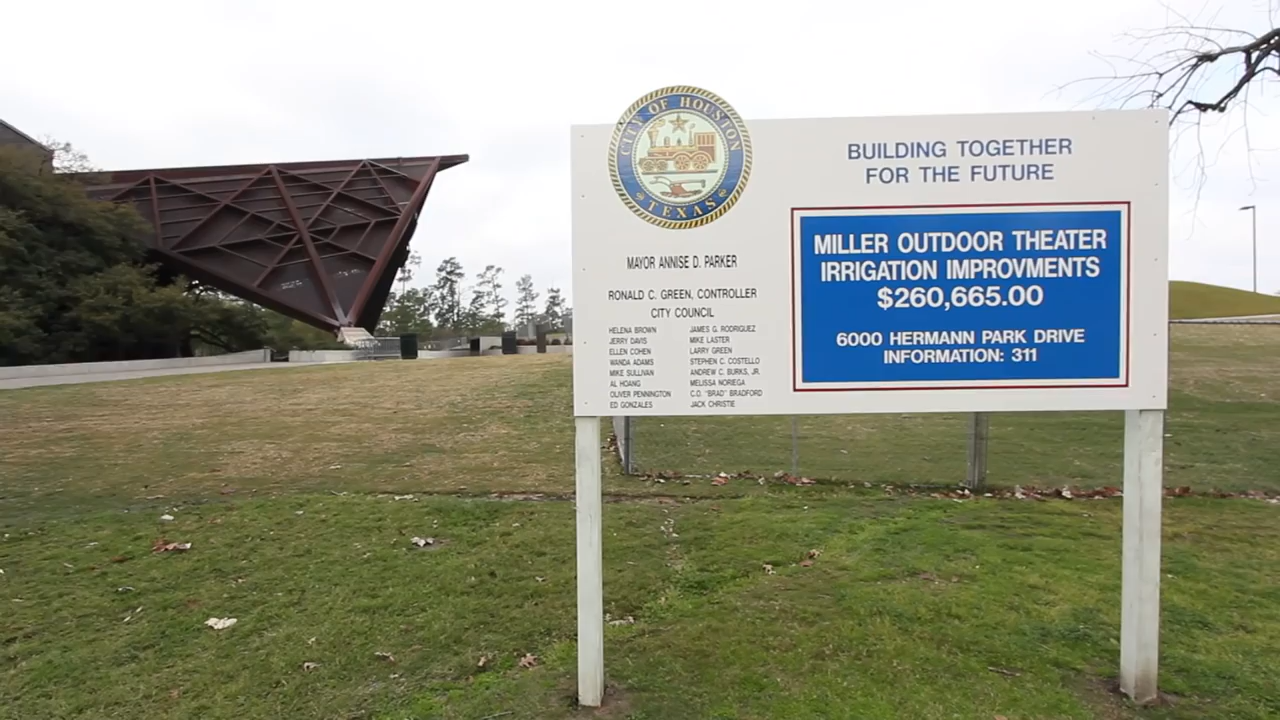 CITY OF HOUSTON
TEXAS
BUILDING TOGETHER
FOR THE FUTURE
MAYOR ANNISE D. PARKER
RONALD C. GREEN, CONTROLLER
CITY COUNCIL
HELENA BROWN
JERRY DAVIS
ELLEN COHEN
WANDA ADAMS
MIKE SULLIVAN
AL HOANG
OLIVER PENNINGTON
ED GONZALES
JAMES G. RODRIGUEZ
MIKE LASTER
LARRY GREEN
STEPHEN C. COSTELLO
ANDREW C. BURKS, JR.
MELISSA NORIEGA
C.O. "BRAD" BRADFORD
JACK CHRISTIE
MILLER OUTDOOR THEATER
IRRIGATION IMPROVMENTS
$260,665.00
6000 HERMANN PARK DRIVE
INFORMATION: 311